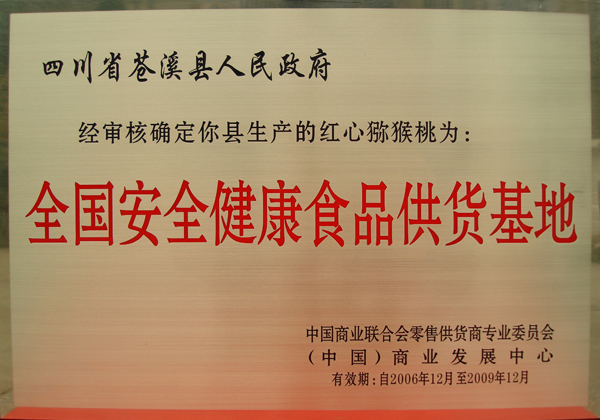 四川省苍溪县人民政府
经审核确定你县生产的红心猕猴桃为：
全国安全健康食品供货基地
中国商业联合会零售供货商专业委员会
（中国）商业发展中心
有效期：自2006年12月至2009年12月